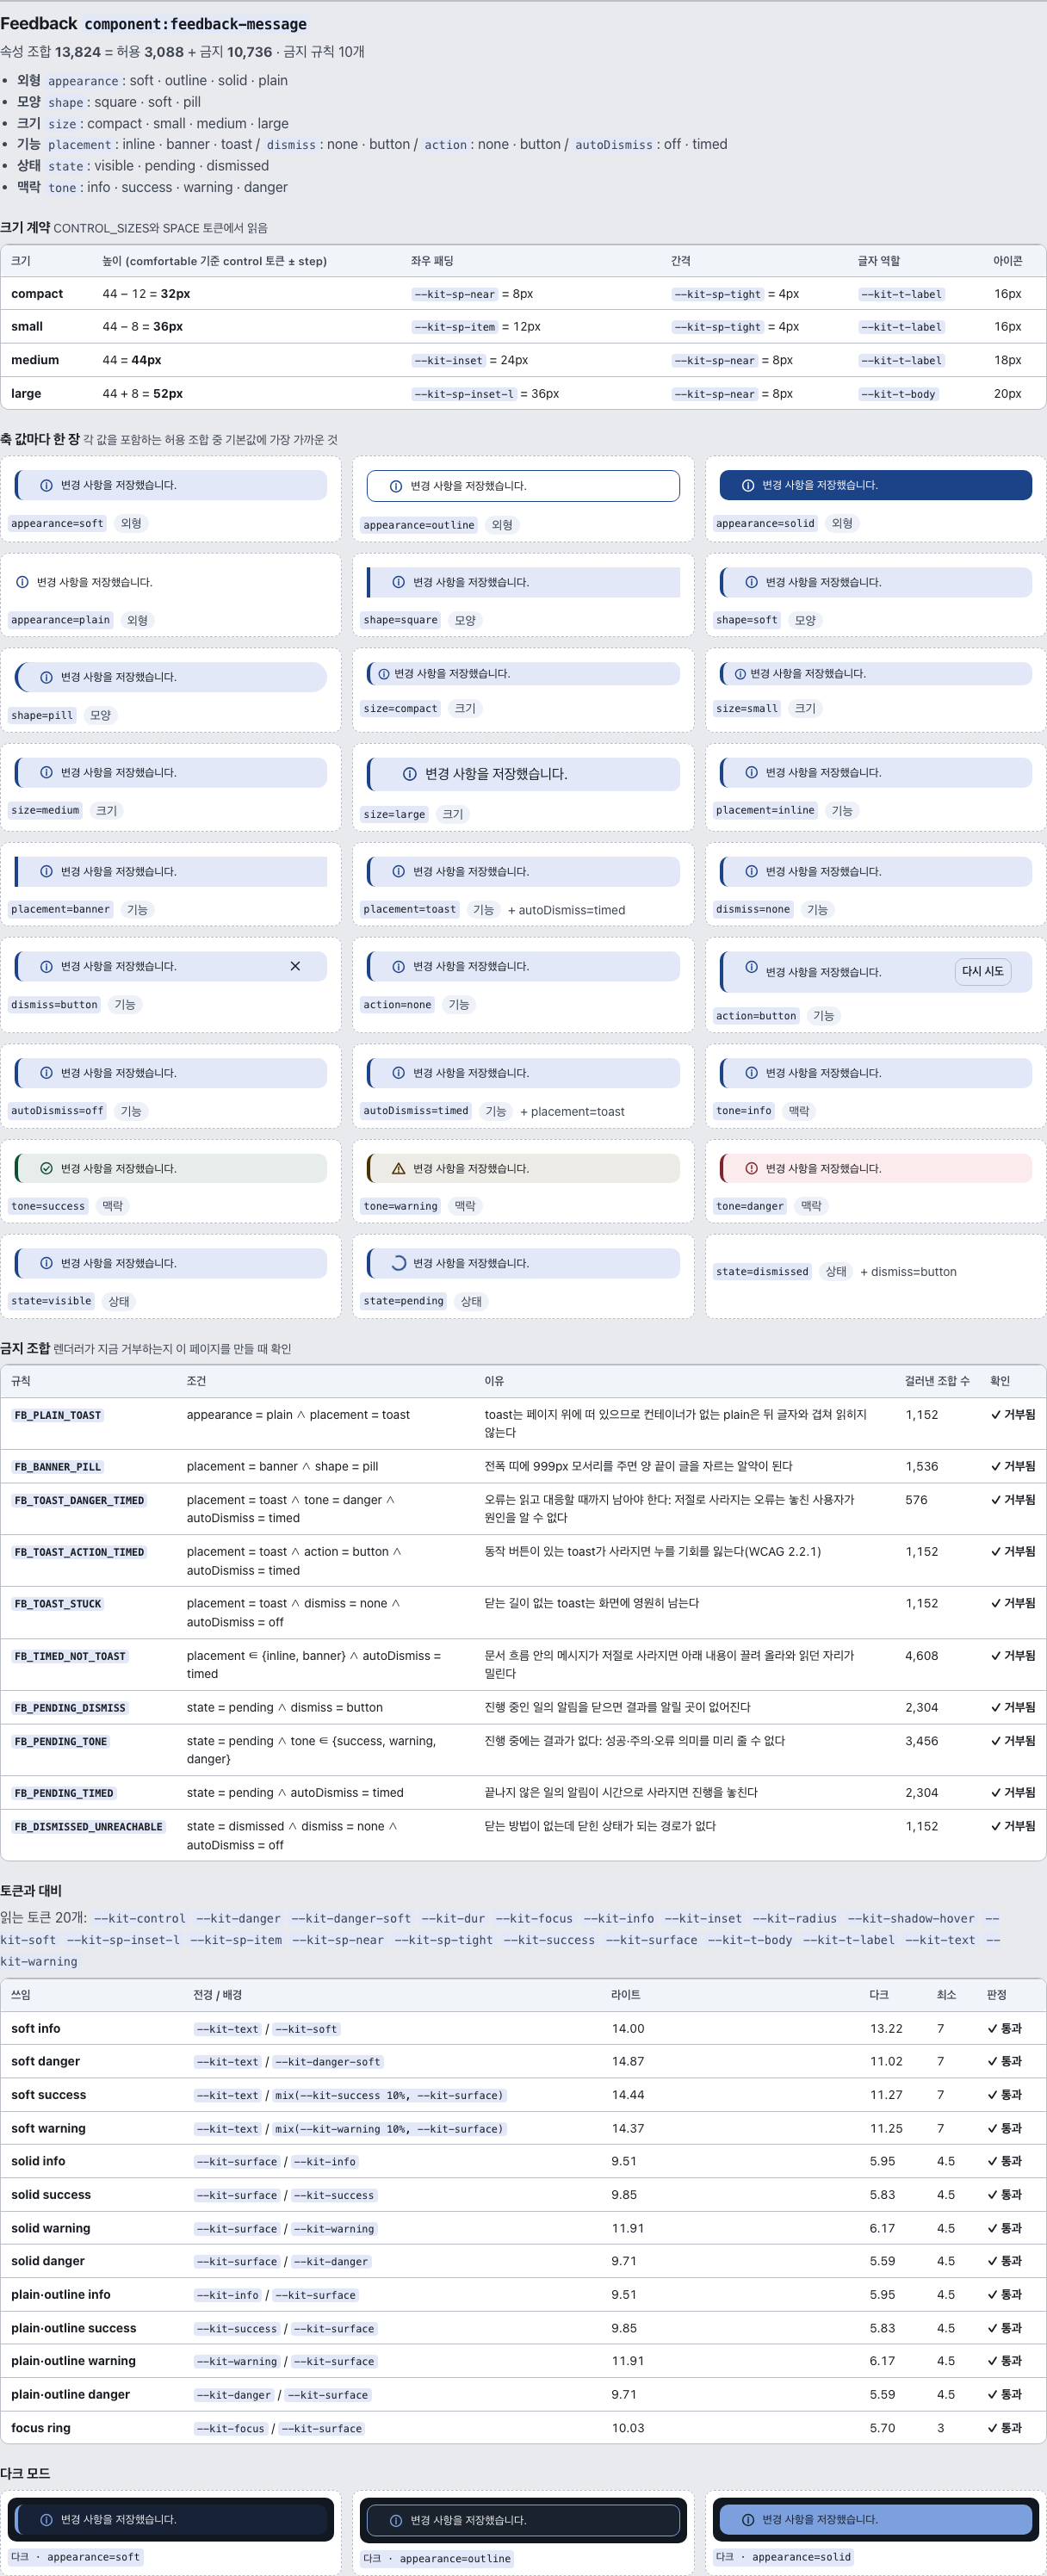 Feedback component:feedback-message
속성 조합 13,824 = 허용 3,088 + 금지 10,736 · 금지 규칙 10개
• 외형 appearance : soft · outline · solid · plain
• 모양 shape : square · soft · pill
• 크기 size : compact · small · medium · large
• 기능 placement : inline · banner · toast / dismiss : none · button / action : none · button / autoDismiss : off · timed
• 상태 state : visible · pending · dismissed
• 맥락 tone : info · success · warning · danger
크기 계약 CONTROL_SIZES와 SPACE 토큰에서 읽음
크기 높이 (comfortable 기준 control 토큰 ± step) 좌우 패딩 간격 글자 역할 아이콘
compact 44 − 12 = 32px --kit-sp-near = 8px --kit-sp-tight = 4px --kit-t-label 16px
small 44 − 8 = 36px --kit-sp-item = 12px --kit-sp-tight = 4px --kit-t-label 16px
medium 44 = 44px --kit-inset = 24px --kit-sp-near = 8px --kit-t-label 18px
large 44 + 8 = 52px --kit-sp-inset-l = 36px --kit-sp-near = 8px --kit-t-body 20px
축 값마다 한 장 각 값을 포함하는 허용 조합 중 기본값에 가장 가까운 것
변경 사항을 저장했습니다. 변경 사항을 저장했습니다. 변경 사항을 저장했습니다.
appearance=soft 외형 appearance=outline 외형 appearance=solid 외형
변경 사항을 저장했습니다. 변경 사항을 저장했습니다. 변경 사항을 저장했습니다.
appearance=plain 외형 shape=square 모양 shape=soft 모양
변경 사항을 저장했습니다. 변경 사항을 저장했습니다. 변경 사항을 저장했습니다.
shape=pill 모양 size=compact 크기 size=small 크기
변경 사항을 저장했습니다. 변경 사항을 저장했습니다. 변경 사항을 저장했습니다.
size=medium 크기 size=large 크기 placement=inline 기능
변경 사항을 저장했습니다. 변경 사항을 저장했습니다. 변경 사항을 저장했습니다.
placement=banner 기능 placement=toast 기능 + autoDismiss=timed dismiss=none 기능
변경 사항을 저장했습니다. 변경 사항을 저장했습니다. 변경 사항을 저장했습니다. 다시 시도
dismiss=button 기능 action=none 기능 action=button 기능
변경 사항을 저장했습니다. 변경 사항을 저장했습니다. 변경 사항을 저장했습니다.
autoDismiss=off 기능 autoDismiss=timed 기능 + placement=toast tone=info 맥락
변경 사항을 저장했습니다. 변경 사항을 저장했습니다. 변경 사항을 저장했습니다.
tone=success 맥락 tone=warning 맥락 tone=danger 맥락
변경 사항을 저장했습니다. 변경 사항을 저장했습니다.
state=visible 상태 state=pending 상태 state=dismissed 상태 + dismiss=button
금지 조합 렌더러가 지금 거부하는지 이 페이지를 만들 때 확인
규칙 조건 이유 걸러낸 조합 수 확인
FB_PLAIN_TOAST appearance = plain ∧ placement = toast toast는 페이지 위에 떠 있으므로 컨테이너가 없는 plain은 뒤 글자와 겹쳐 읽히지 1,152 ✓ 거부됨
않는다
FB_BANNER_PILL placement = banner ∧ shape = pill 전폭 띠에 999px 모서리를 주면 양 끝이 글을 자르는 알약이 된다 1,536 ✓ 거부됨
FB_TOAST_DANGER_TIMED placement = toast ∧ tone = danger ∧ 오류는 읽고 대응할 때까지 남아야 한다: 저절로 사라지는 오류는 놓친 사용자가 576 ✓ 거부됨
autoDismiss = timed 원인을 알 수 없다
FB_TOAST_ACTION_TIMED placement = toast ∧ action = button ∧ 동작 버튼이 있는 toast가 사라지면 누를 기회를 잃는다(WCAG 2.2.1) 1,152 ✓ 거부됨
autoDismiss = timed
FB_TOAST_STUCK placement = toast ∧ dismiss = none ∧ 닫는 길이 없는 toast는 화면에 영원히 남는다 1,152 ✓ 거부됨
autoDismiss = off
FB_TIMED_NOT_TOAST placement ∈ {inline, banner} ∧ autoDismiss = 문서 흐름 안의 메시지가 저절로 사라지면 아래 내용이 끌려 올라와 읽던 자리가 4,608 ✓ 거부됨
timed 밀린다
FB_PENDING_DISMISS state = pending ∧ dismiss = button 진행 중인 일의 알림을 닫으면 결과를 알릴 곳이 없어진다 2,304 ✓ 거부됨
FB_PENDING_TONE state = pending ∧ tone ∈ {success, warning, 진행 중에는 결과가 없다: 성공·주의·오류 의미를 미리 줄 수 없다 3,456 ✓ 거부됨
danger}
FB_PENDING_TIMED state = pending ∧ autoDismiss = timed 끝나지 않은 일의 알림이 시간으로 사라지면 진행을 놓친다 2,304 ✓ 거부됨
FB_DISMISSED_UNREACHABLE state = dismissed ∧ dismiss = none ∧ 닫는 방법이 없는데 닫힌 상태가 되는 경로가 없다 1,152 ✓ 거부됨
autoDismiss = off
토큰과 대비
읽는 토큰 20개: --kit-control --kit-danger --kit-danger-soft --kit-dur --kit-focus --kit-info --kit-inset --kit-radius --kit-shadow-hover --
kit-soft --kit-sp-inset-l --kit-sp-item --kit-sp-near --kit-sp-tight --kit-success --kit-surface --kit-t-body --kit-t-label --kit-text --
kit-warning
쓰임 전경 / 배경 라이트 다크 최소 판정
soft info --kit-text / --kit-soft 14.00 13.22 7 ✓ 통과
soft danger --kit-text / --kit-danger-soft 14.87 11.02 7 ✓ 통과
soft success --kit-text / mix(--kit-success 10%, --kit-surface) 14.44 11.27 7 ✓ 통과
soft warning --kit-text / mix(--kit-warning 10%, --kit-surface) 14.37 11.25 7 ✓ 통과
solid info --kit-surface / --kit-info 9.51 5.95 4.5 ✓ 통과
solid success --kit-surface / --kit-success 9.85 5.83 4.5 ✓ 통과
solid warning --kit-surface / --kit-warning 11.91 6.17 4.5 ✓ 통과
solid danger --kit-surface / --kit-danger 9.71 5.59 4.5 ✓ 통과
plain·outline info --kit-info / --kit-surface 9.51 5.95 4.5 ✓ 통과
plain·outline success --kit-success / --kit-surface 9.85 5.83 4.5 ✓ 통과
plain·outline warning --kit-warning / --kit-surface 11.91 6.17 4.5 ✓ 통과
plain·outline danger --kit-danger / --kit-surface 9.71 5.59 4.5 ✓ 통과
focus ring --kit-focus / --kit-surface 10.03 5.70 3 ✓ 통과
다크 모드
변경 사항을 저장했습니다. 변경 사항을 저장했습니다. 변경 사항을 저장했습니다.
다크 · appearance=soft 다크 · appearance=outline 다크 · appearance=solid